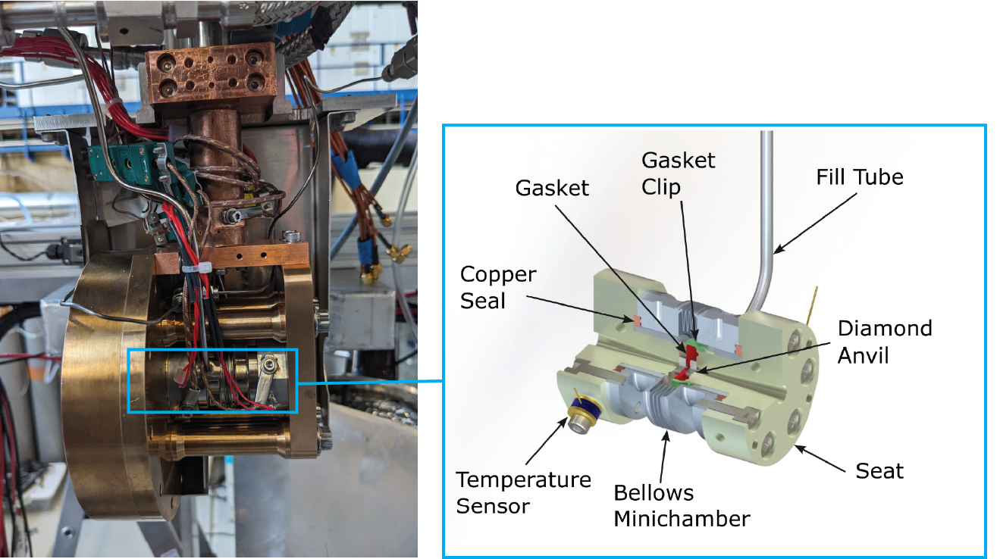 Gasket
Clip
Gasket
Fill Tube
Copper
Seal
Diamond
Anvil
Temperature
Sensor
Bellows
Minichamber
Seat